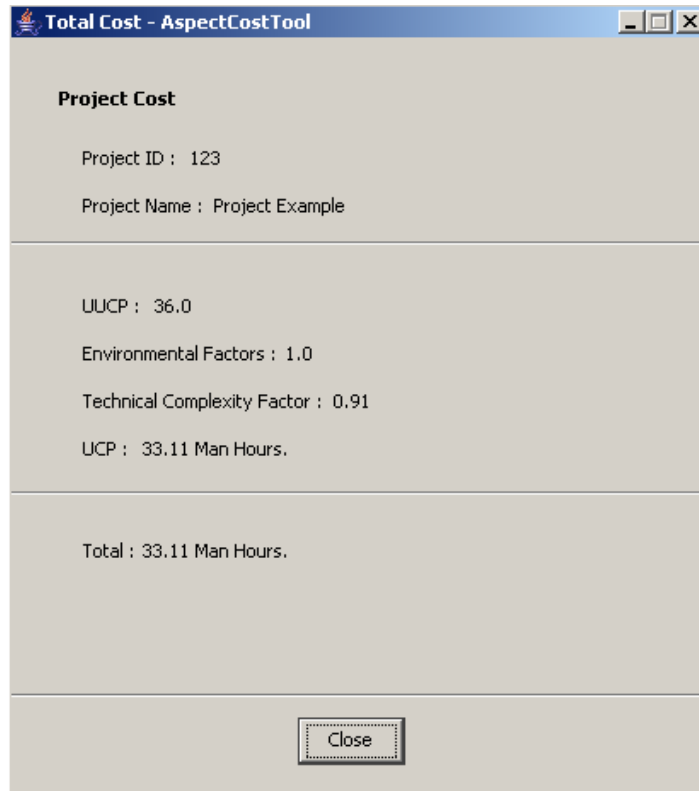 Total Cost - AspectCostTool
Project Cost
Project ID : 123
Project Name : Project Example
UUCP : 36.0
Environmental Factors : 1.0
Technical Complexity Factor : 0.91
UCP : 33.11 Man Hours.
Total : 33.11 Man Hours.
Close